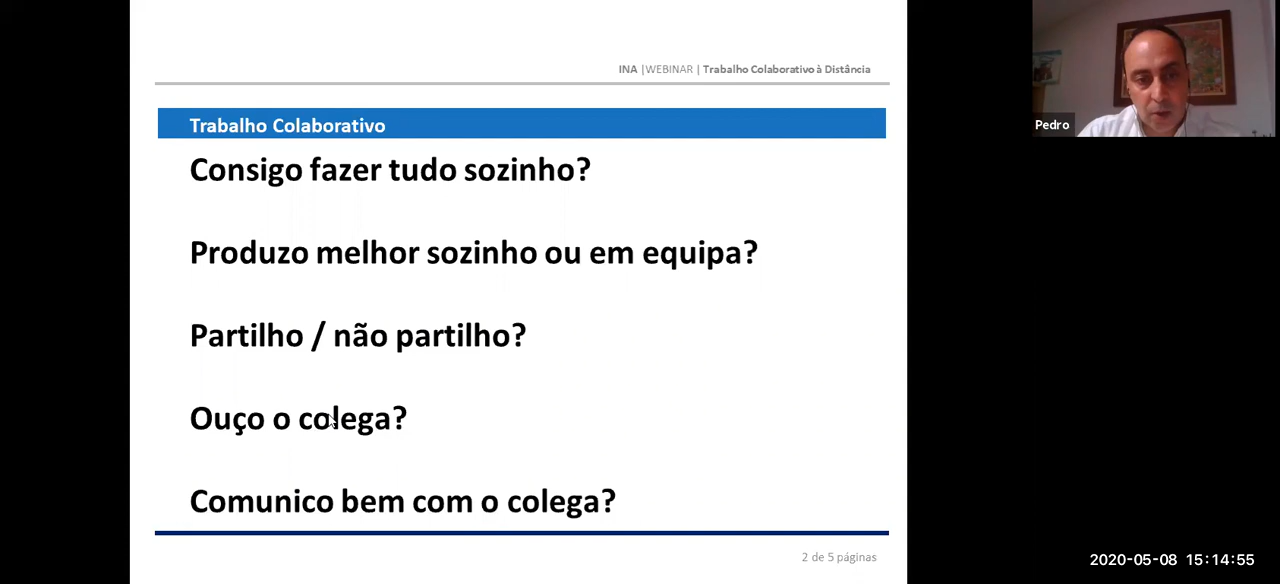 INA |WEBINAR | Trabalho Colaborativo à Distância
Trabalho Colaborativo
Consigo fazer tudo sozinho?
Produzo melhor sozinho ou em equipa?
Partilho / não partilho?
Ouço o colega?
Comunico bem com o colega?
2 de 5 páginas
Pedro
2020-05-08 15:14:55